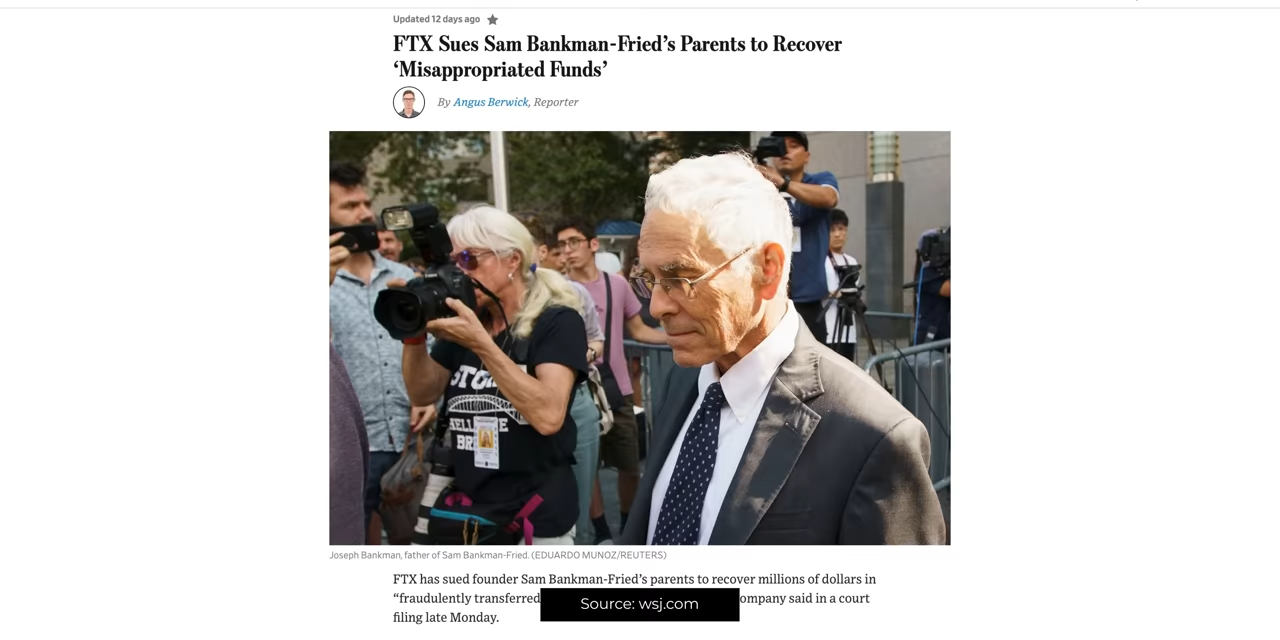 Updated 12 days ago
FTX Sues Sam Bankman-Fried’s Parents to Recover
‘Misappropriated Funds’
By Angus Berwick, Reporter
Joseph Bankman, father of Sam Bankman-Fried. (EDUARDO MUNOZ/REUTERS)
FTX has sued founder Sam Bankman-Fried’s parents to recover millions of dollars in
“fraudulently transferred ompany said in a court
Source: wsj.com
filing late Monday.